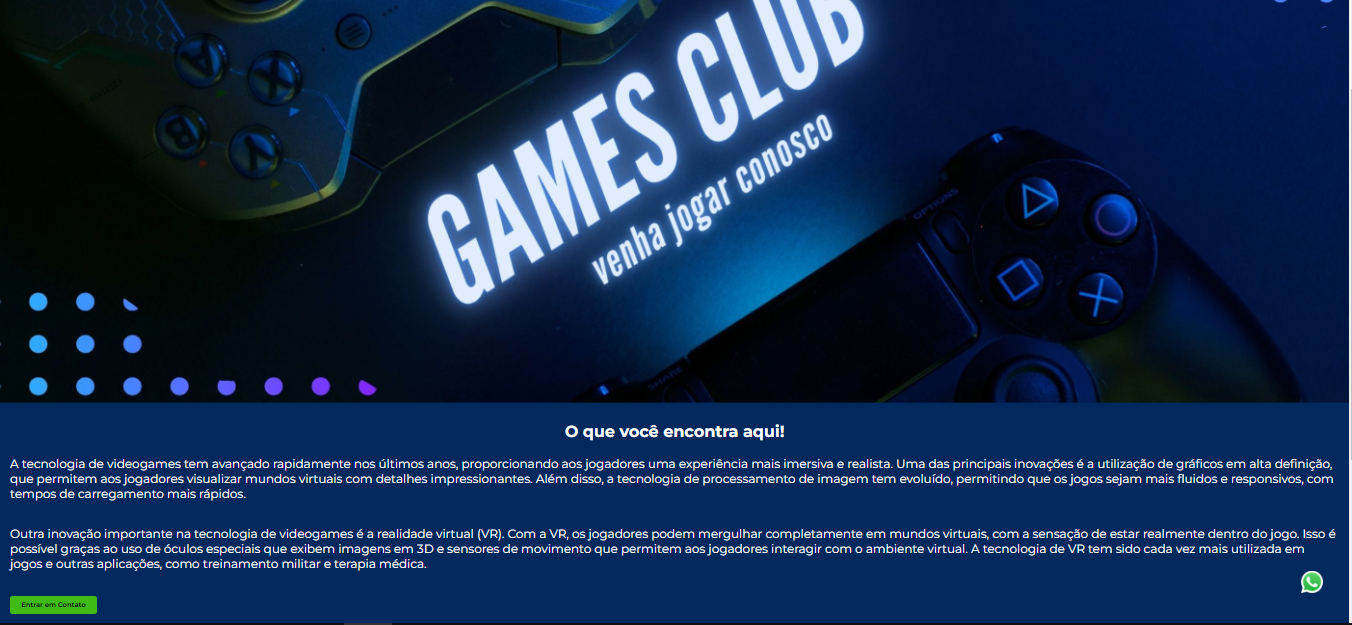 GAMES CLUB
venha jogar conosco
A
X
B
Y
OPTIONS
SHARE
O que você encontra aqui!
A tecnologia de videogames tem avançado rapidamente nos últimos anos, proporcionando aos jogadores uma experiência mais imersiva e realista. Uma das principais inovações é a utilização de gráficos em alta definição,
que permitem aos jogadores visualizar mundos virtuais com detalhes impressionantes. Além disso, a tecnologia de processamento de imagem tem evoluído, permitindo que os jogos sejam mais fluidos e responsivos, com
tempos de carregamento mais rápidos.
Outra inovação importante na tecnologia de videogames é a realidade virtual (VR). Com a VR, os jogadores podem mergulhar completamente em mundos virtuais, com a sensação de estar realmente dentro do jogo. Isso é
possível graças ao uso de óculos especiais que exibem imagens em 3D e sensores de movimento que permitem aos jogadores interagir com o ambiente virtual. A tecnologia de VR tem sido cada vez mais utilizada em
jogos e outras aplicações, como treinamento militar e terapia médica.
Entrar em Contato